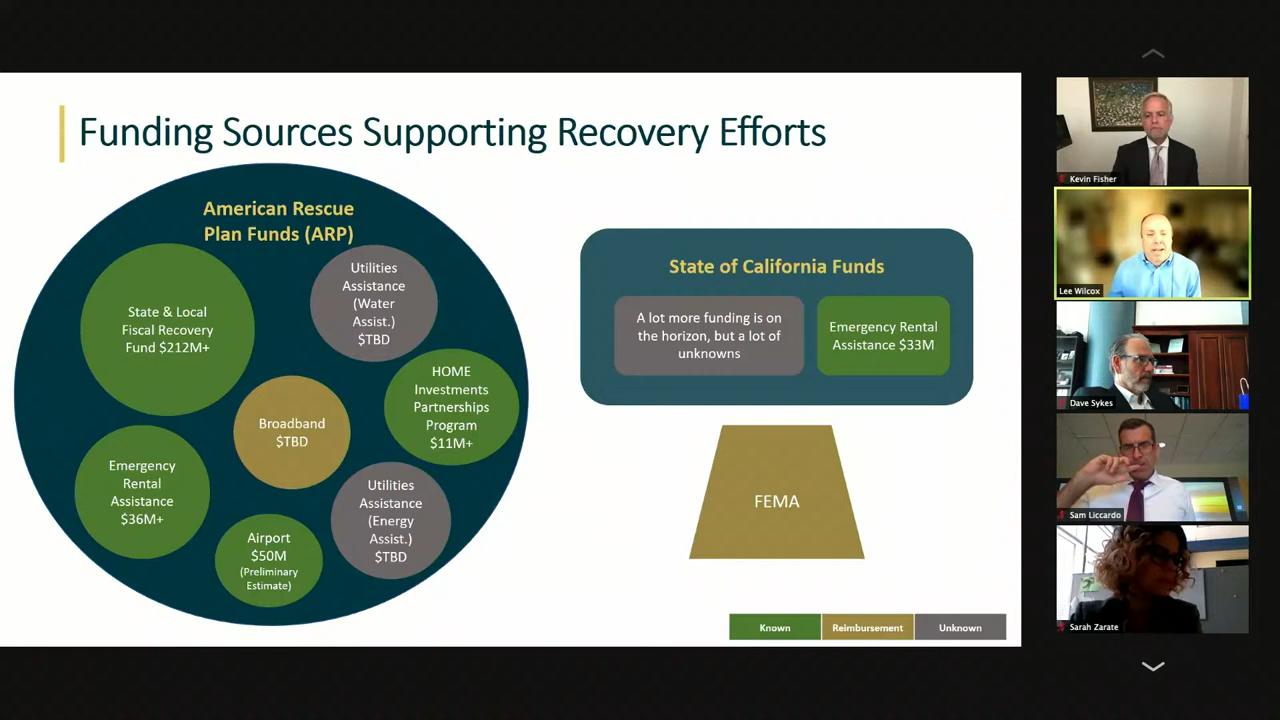 Funding Sources Supporting Recovery Efforts
American Rescue
Plan Funds (ARP)
State & Local
Fiscal Recovery
Fund $212M+
Utilities
Assistance
(Water
Assist.)
$TBD
HOME
Investments
Partnerships
Program
$11M+
Broadband
$TBD
Emergency
Rental
Assistance
$36M+
Utilities
Assistance
(Energy
Assist.)
$TBD
Airport
$50M
(Preliminary
Estimate)
State of California Funds
A lot more funding is on
the horizon, but a lot of
unknowns
Emergency Rental
Assistance $33M
FEMA
Known
Reimbursement
Unknown
Kevin Fisher
Lee Wilcox
Dave Sykes
Sam Liccardo
Sarah Zarate